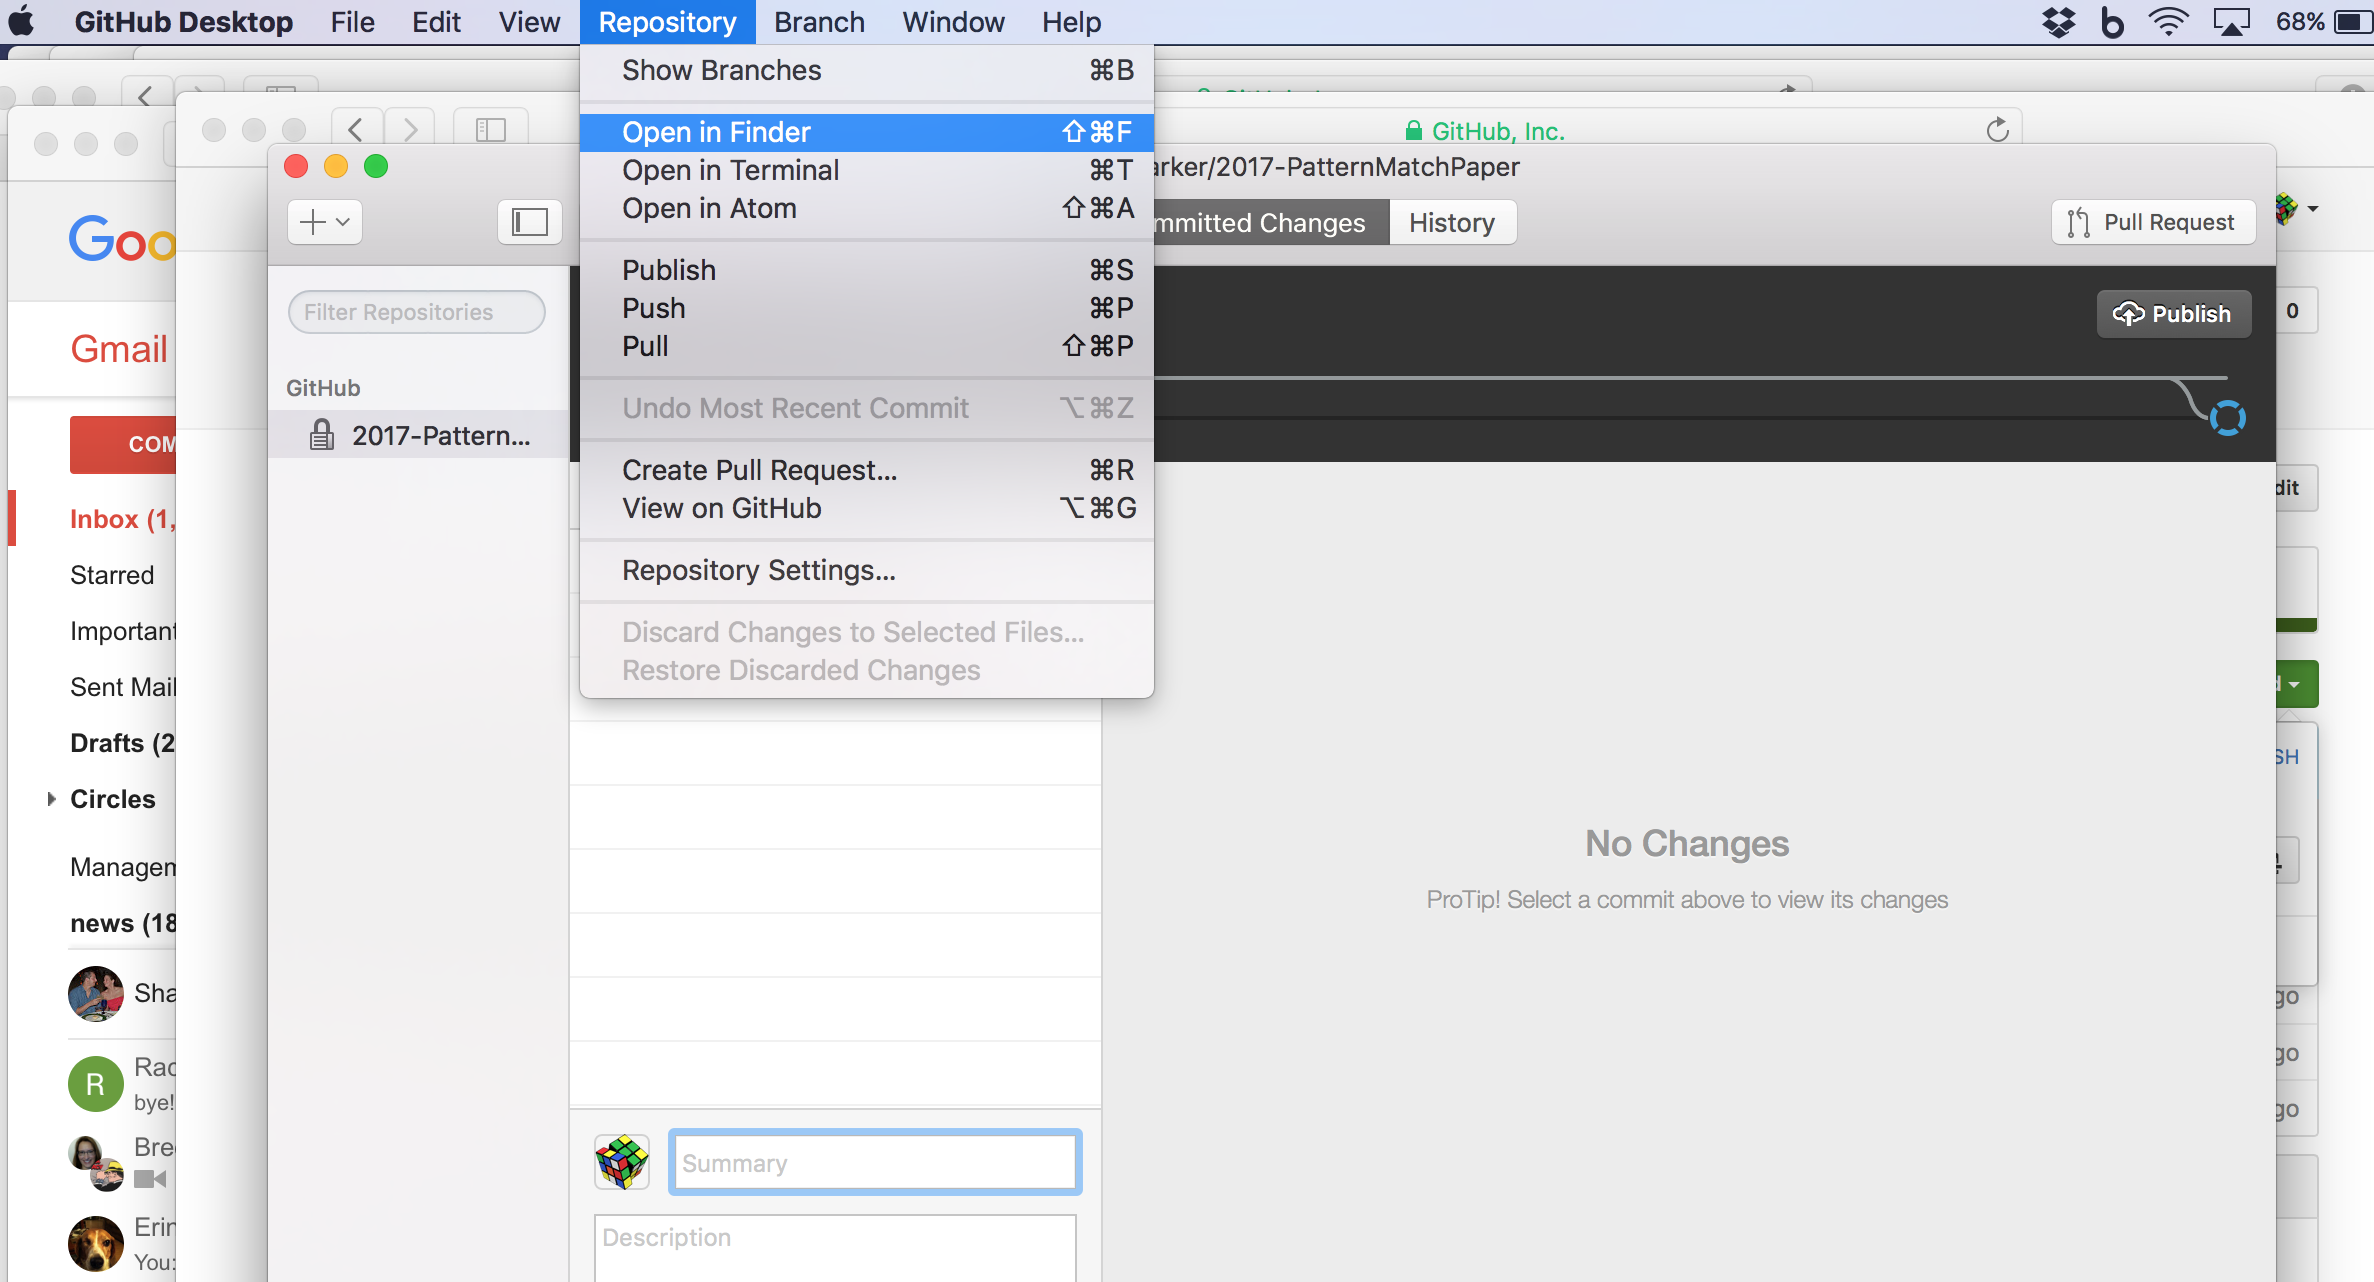 GitHub Desktop File Edit View Repository Branch Window Help 68%
Show Branches ⌘B
Open in Finder ⇧⌘F
Open in Terminal ⌘T
Open in Atom ⇧⌘A
Publish ⌘S
Push ⌘P
Pull ⇧⌘P
Undo Most Recent Commit ⌥⌘Z
Create Pull Request... ⌘R
View on GitHub ⌥⌘G
Repository Settings...
Discard Changes to Selected Files...
Restore Discarded Changes
GitHub, Inc.
arker/2017-PatternMatchPaper
mmitted Changes
History
Pull Request
Publish
0
Filter Repositories
GitHub
2017-Pattern...
Goo
Gmail
COM
Inbox (1,
Starred
Important
Sent Mail
Drafts (2
Circles
Managem
news (18
Sha
R
Rac
bye!
Bre
Erin
You:
No Changes
ProTip! Select a commit above to view its changes
Summary
Description
dit
SH
go
go
go